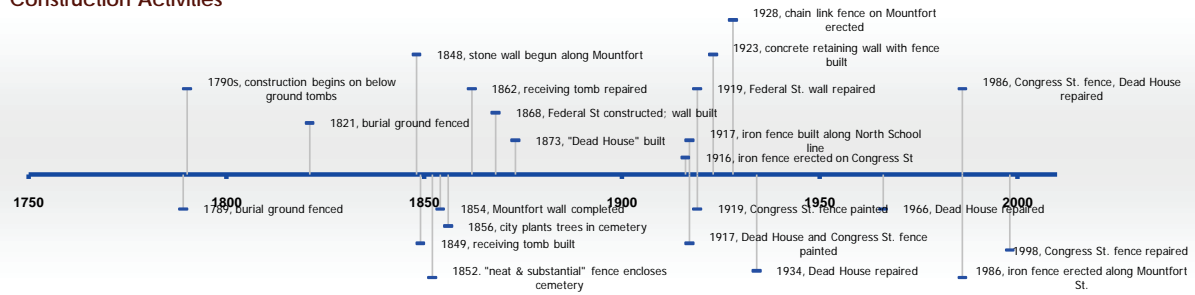 Construction Activities
1928, chain link fence on Mountfort
erected
1848, stone wall begun along Mountfort
1923, concrete retaining wall with fence
built
1790s, construction begins on below
ground tombs
1862, receiving tomb repaired
1919, Federal St. wall repaired
1986, Congress St. fence, Dead House
repaired
1868, Federal St constructed; wall built
1821, burial ground fenced
1873, "Dead House" built
1917, iron fence built along North School
line
1916, iron fence erected on Congress St
1750
1800
1850
1900
1950
2000
1789, burial ground fenced
1854, Mountfort wall completed
1919, Congress St. fence painted
1966, Dead House repaired
1856, city plants trees in cemetery
1849, receiving tomb built
1917, Dead House and Congress St. fence
painted
1998, Congress St. fence repaired
1852. "neat & substantial" fence encloses
cemetery
1934, Dead House repaired
1986, iron fence erected along Mountfort
St.